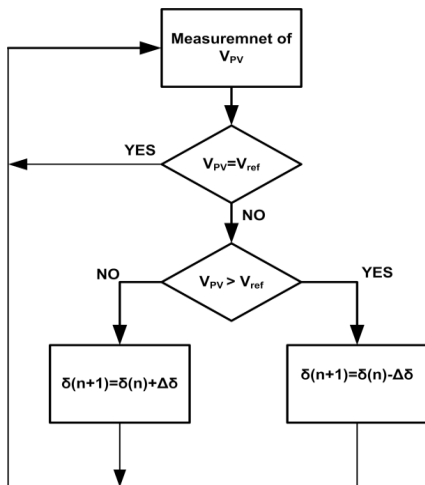 Measuremnet of
V_PV
YES
V_PV=V_ref
NO
NO
V_PV > V_ref
YES
δ(n+1)=δ(n)+Δδ
δ(n+1)=δ(n)-Δδ